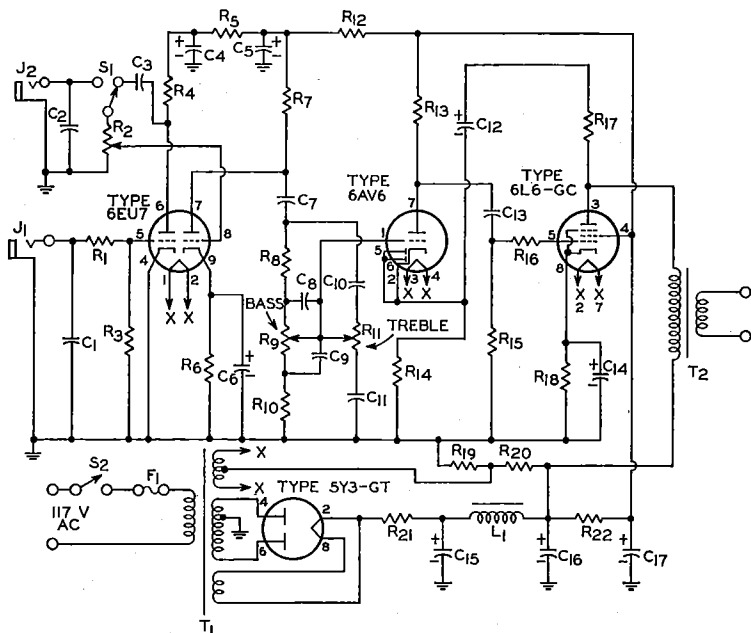 R5
R12
J2
S1
C3
C4
C5
R4
R7
R13
C12
R17
C2
R2
TYPE
6EU7
TYPE
6AV6
TYPE
6L6-GC
6
7
C7
7
C13
3
4
J1
R1
5
8
1
5
6
R16
5
4
9
R8
C8
C10
2
3
4
8
1
2
X
X
X
X
X
X
2
7
BASS
R9
R11
TREBLE
C1
R3
R6
C6
C9
R14
R15
R18
C14
T2
R10
C11
S2
F1
X
R19
R20
117 V
AC
X
TYPE 5Y3-GT
4
2
6
8
R21
L1
R22
C15
C16
C17
T1
+
-
+
-
+
-
+
-
+
-
+
-
+
-
+
-